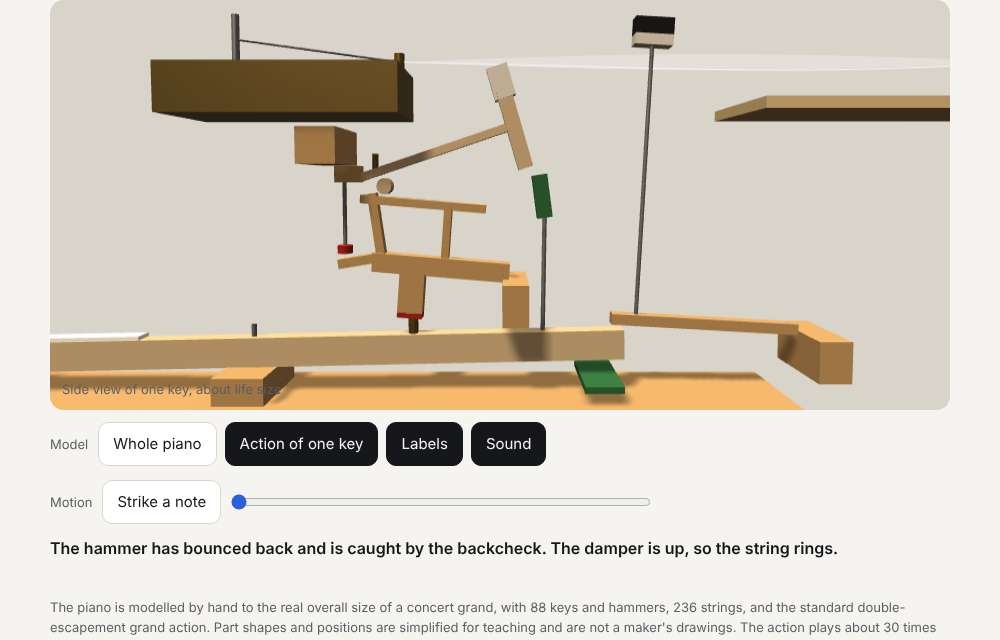 Side view of one key, about life size
Model
Whole piano
Action of one key
Labels
Sound
Motion
Strike a note
The hammer has bounced back and is caught by the backcheck. The damper is up, so the string rings.
The piano is modelled by hand to the real overall size of a concert grand, with 88 keys and hammers, 236 strings, and the standard double-
escapement grand action. Part shapes and positions are simplified for teaching and are not a maker's drawings. The action plays about 30 times